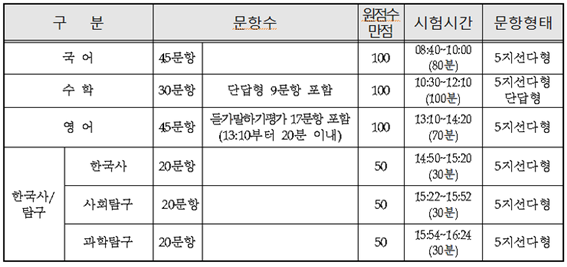 구 분 문항수 원점수 만점 시험시간 문항형태
국 어 45문항 100 08:40~10:00 (80분) 5지선다형
수 학 30문항 단답형 9문항 포함 100 10:30~12:10 (100분) 5지선다형 단답형
영 어 45문항 듣기말하기평가 17문항 포함 (13:10부터 20분 이내) 100 13:10~14:20 (70분) 5지선다형
한국사/탐구 한국사 20문항 50 14:50~15:20 (30분) 5지선다형
사회탐구 20문항 50 15:22~15:52 (30분) 5지선다형
과학탐구 20문항 50 15:54~16:24 (30분) 5지선다형